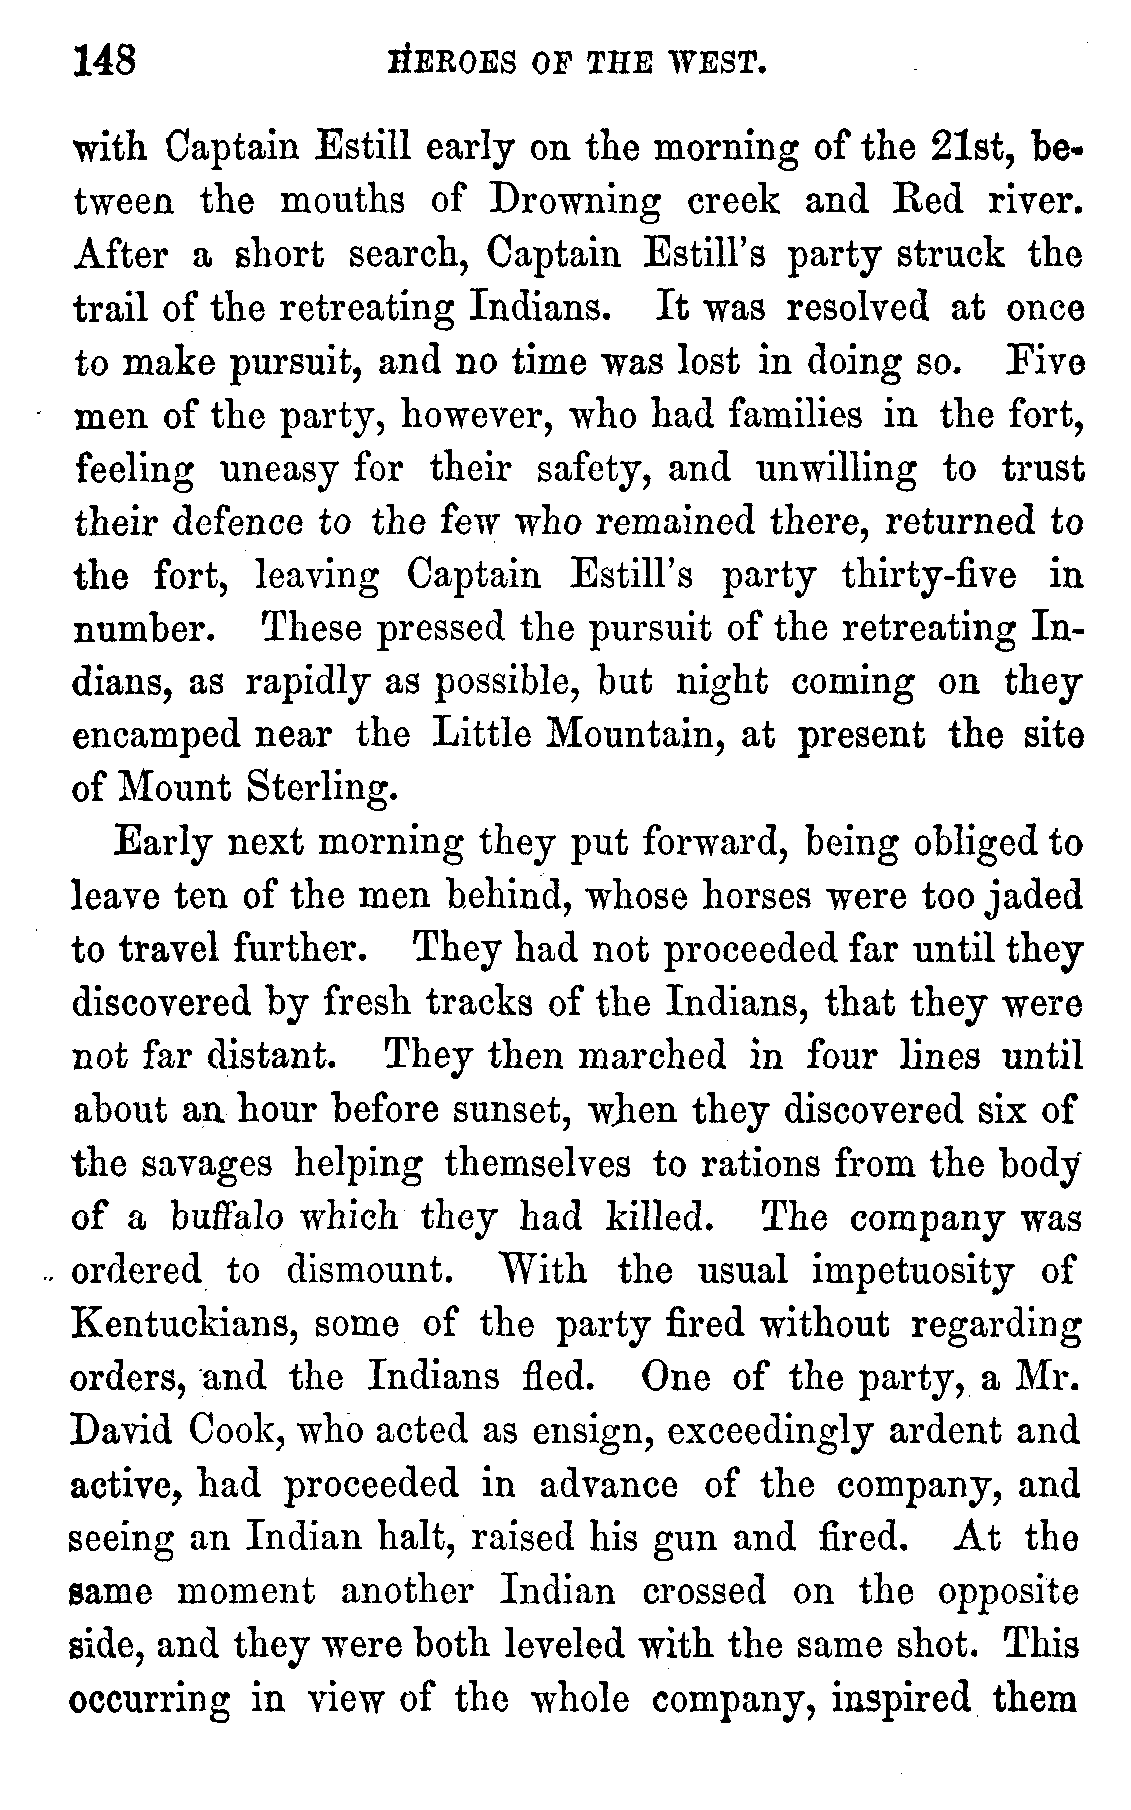 148 HEROES OF THE WEST.
with Captain Estill early on the morning of the 21st, be-
tween the mouths of Drowning creek and Red river.
After a short search, Captain Estill's party struck the
trail of the retreating Indians. It was resolved at once
to make pursuit, and no time was lost in doing so. Five
men of the party, however, who had families in the fort,
feeling uneasy for their safety, and unwilling to trust
their defence to the few who remained there, returned to
the fort, leaving Captain Estill's party thirty-five in
number. These pressed the pursuit of the retreating In-
dians, as rapidly as possible, but night coming on they
encamped near the Little Mountain, at present the site
of Mount Sterling.
Early next morning they put forward, being obliged to
leave ten of the men behind, whose horses were too jaded
to travel further. They had not proceeded far until they
discovered by fresh tracks of the Indians, that they were
not far distant. They then marched in four lines until
about an hour before sunset, when they discovered six of
the savages helping themselves to rations from the body
of a buffalo which they had killed. The company was
ordered to dismount. With the usual impetuosity of
Kentuckians, some of the party fired without regarding
orders, and the Indians fled. One of the party, a Mr.
David Cook, who acted as ensign, exceedingly ardent and
active, had proceeded in advance of the company, and
seeing an Indian halt, raised his gun and fired. At the
same moment another Indian crossed on the opposite
side, and they were both leveled with the same shot. This
occurring in view of the whole company, inspired them